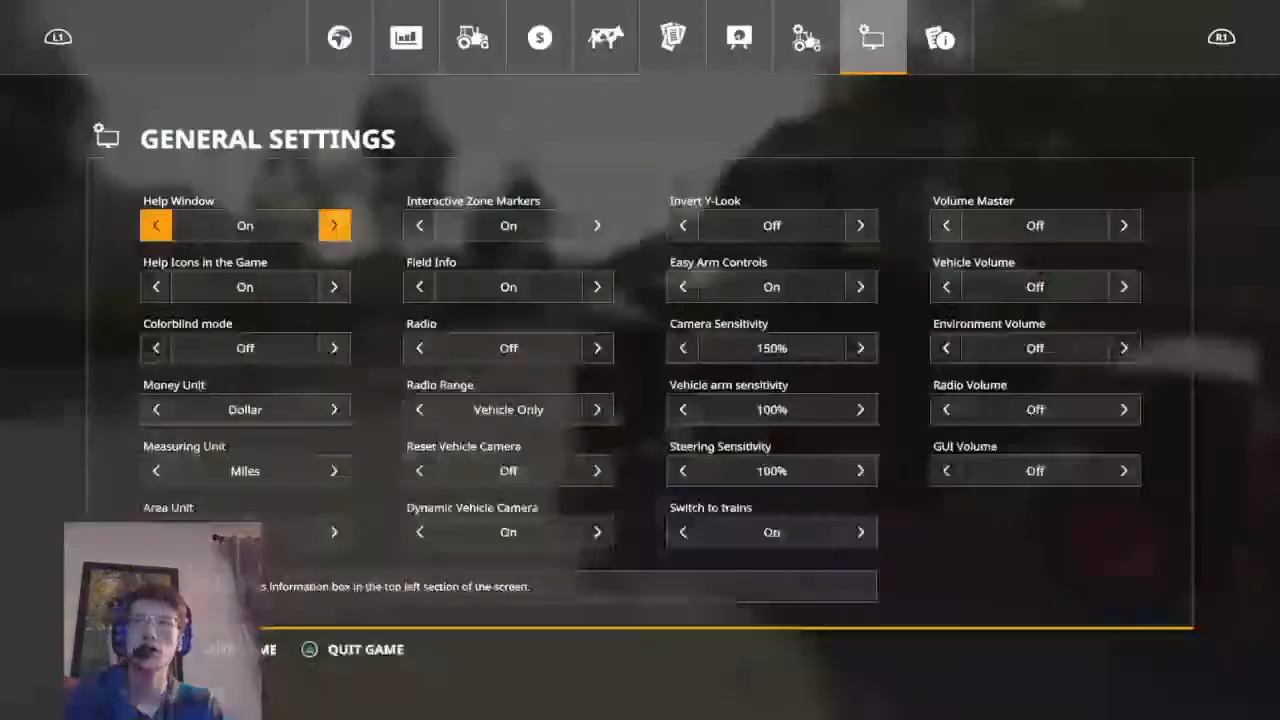 L1
$
R1
GENERAL SETTINGS
Help Window
On
Help Icons in the Game
On
Colorblind mode
Off
Money Unit
Dollar
Measuring Unit
Miles
Area Unit
Interactive Zone Markers
On
Field Info
On
Radio
Off
Radio Range
Vehicle Only
Reset Vehicle Camera
Off
Dynamic Vehicle Camera
On
Invert Y-Look
Off
Easy Arm Controls
On
Camera Sensitivity
150%
Vehicle arm sensitivity
100%
Steering Sensitivity
100%
Switch to trains
On
Volume Master
Off
Vehicle Volume
Off
Environment Volume
Off
Radio Volume
Off
GUI Volume
Off
information box in the top left section of the screen.
QUIT GAME